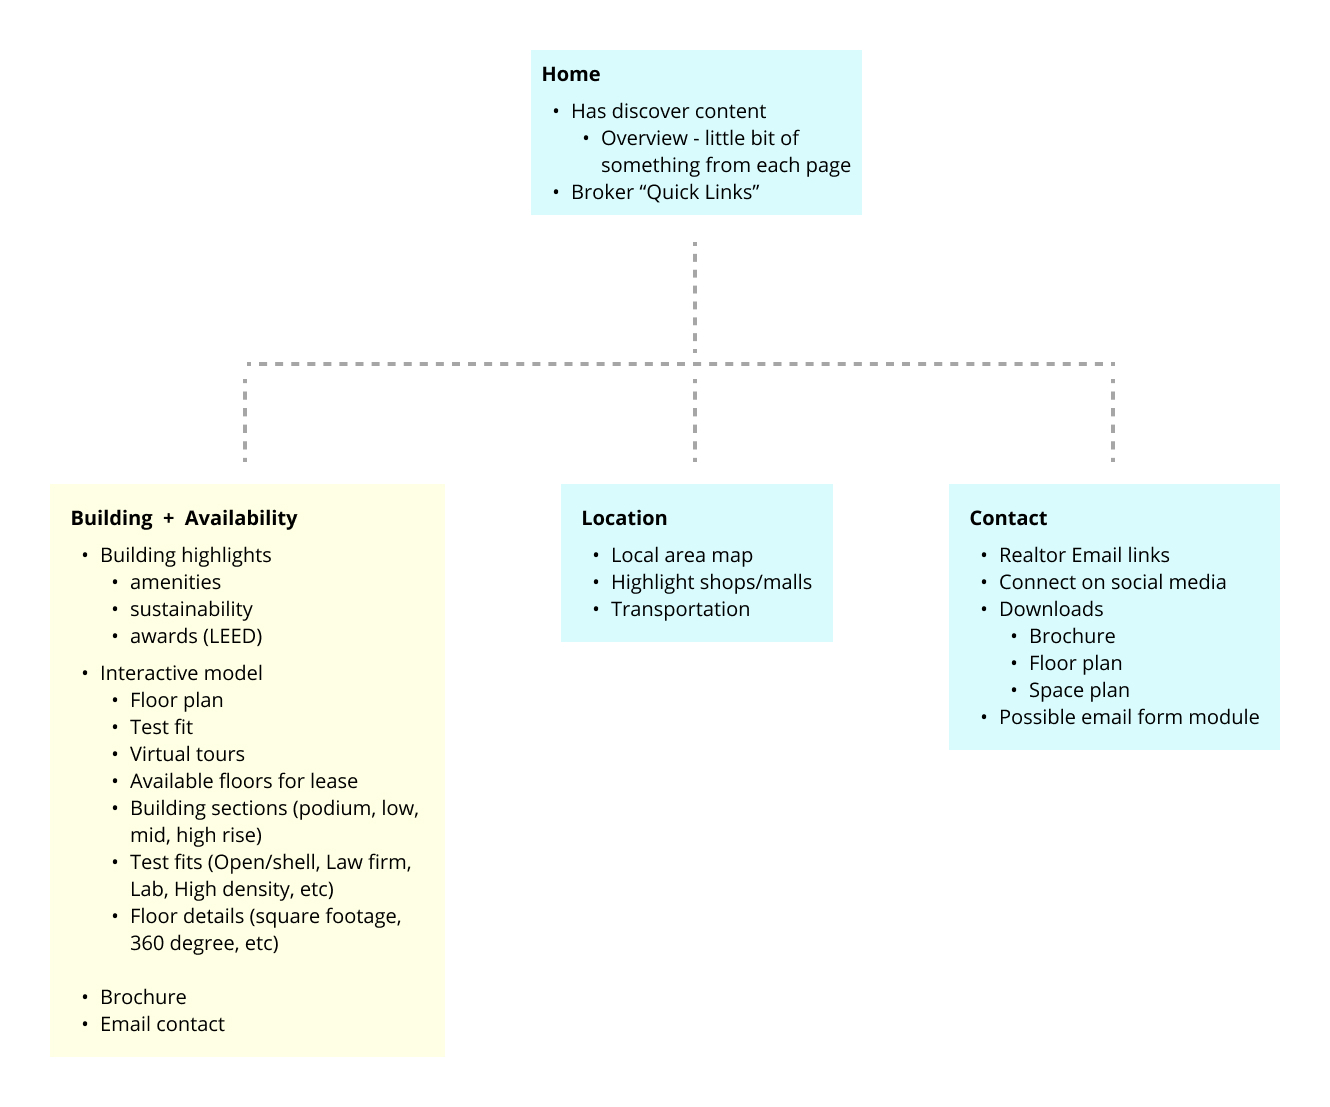 Home
• Has discover content
• Overview - little bit of
something from each page
• Broker “Quick Links”
Building + Availability
• Building highlights
• amenities
• sustainability
• awards (LEED)
• Interactive model
• Floor plan
• Test fit
• Virtual tours
• Available floors for lease
• Building sections (podium, low,
mid, high rise)
• Test fits (Open/shell, Law firm,
Lab, High density, etc)
• Floor details (square footage,
360 degree, etc)
• Brochure
• Email contact
Location
• Local area map
• Highlight shops/malls
• Transportation
Contact
• Realtor Email links
• Connect on social media
• Downloads
• Brochure
• Floor plan
• Space plan
• Possible email form module